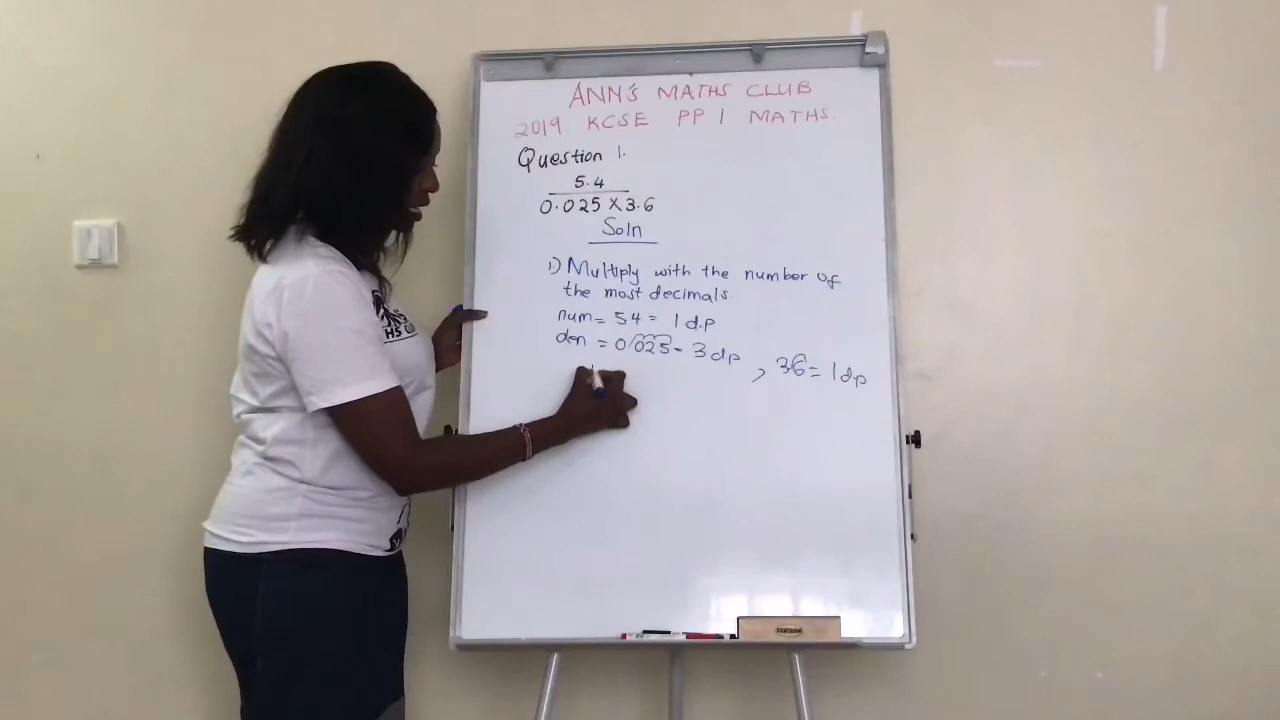 ANN'S MATHS CLUB
2019 KCSE PP 1 MATHS.
Question 1.
5.4
0.025 X 3.6
Soln
1) Multiply with the number of
the most decimals.
num = 54 = 1 d.p
den = 0.025 - 3 dp , 36 = 1 dp